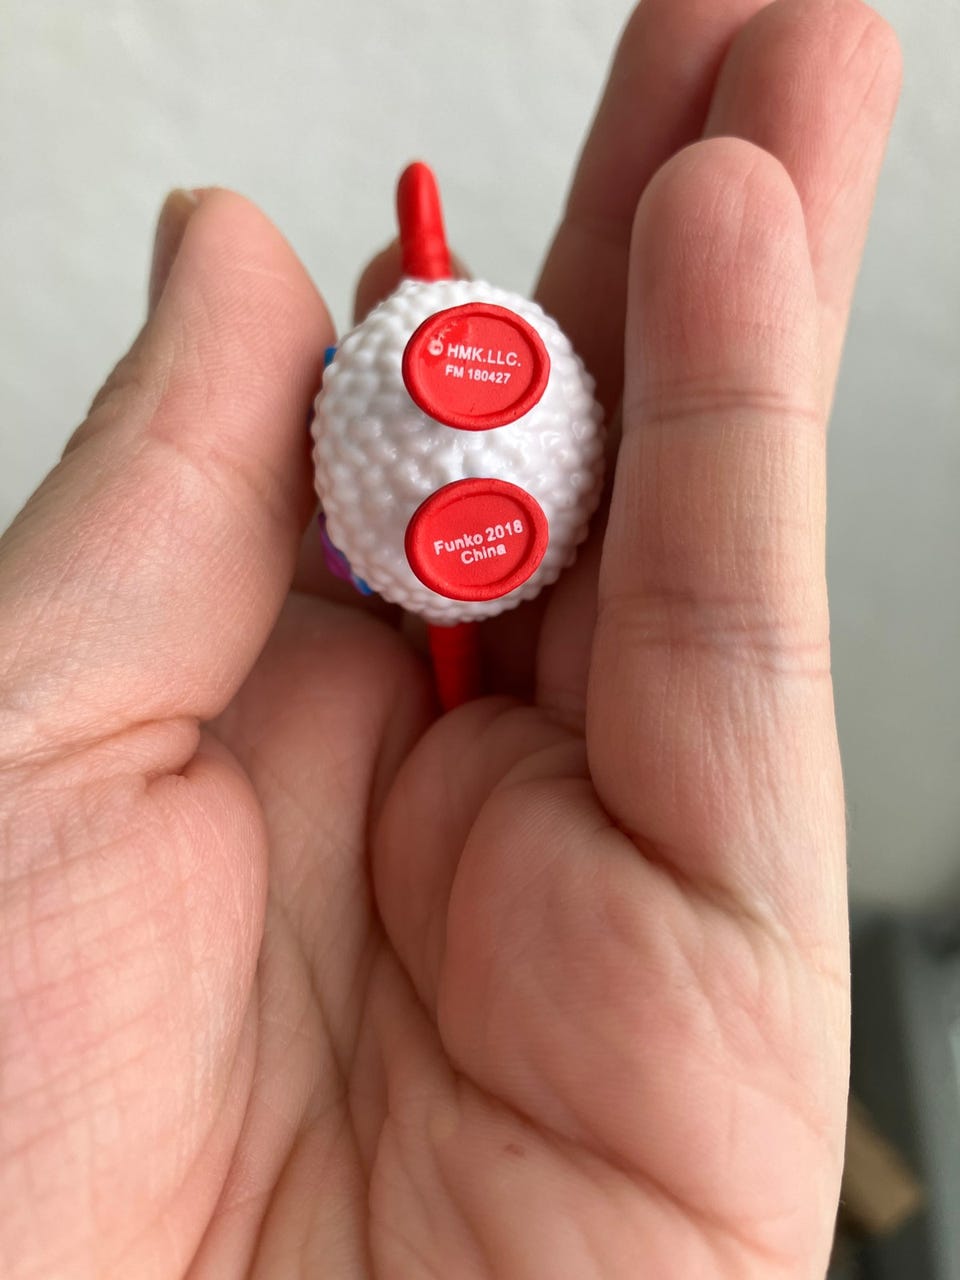 © HMK.LLC.
FM 180427
Funko 2018
China